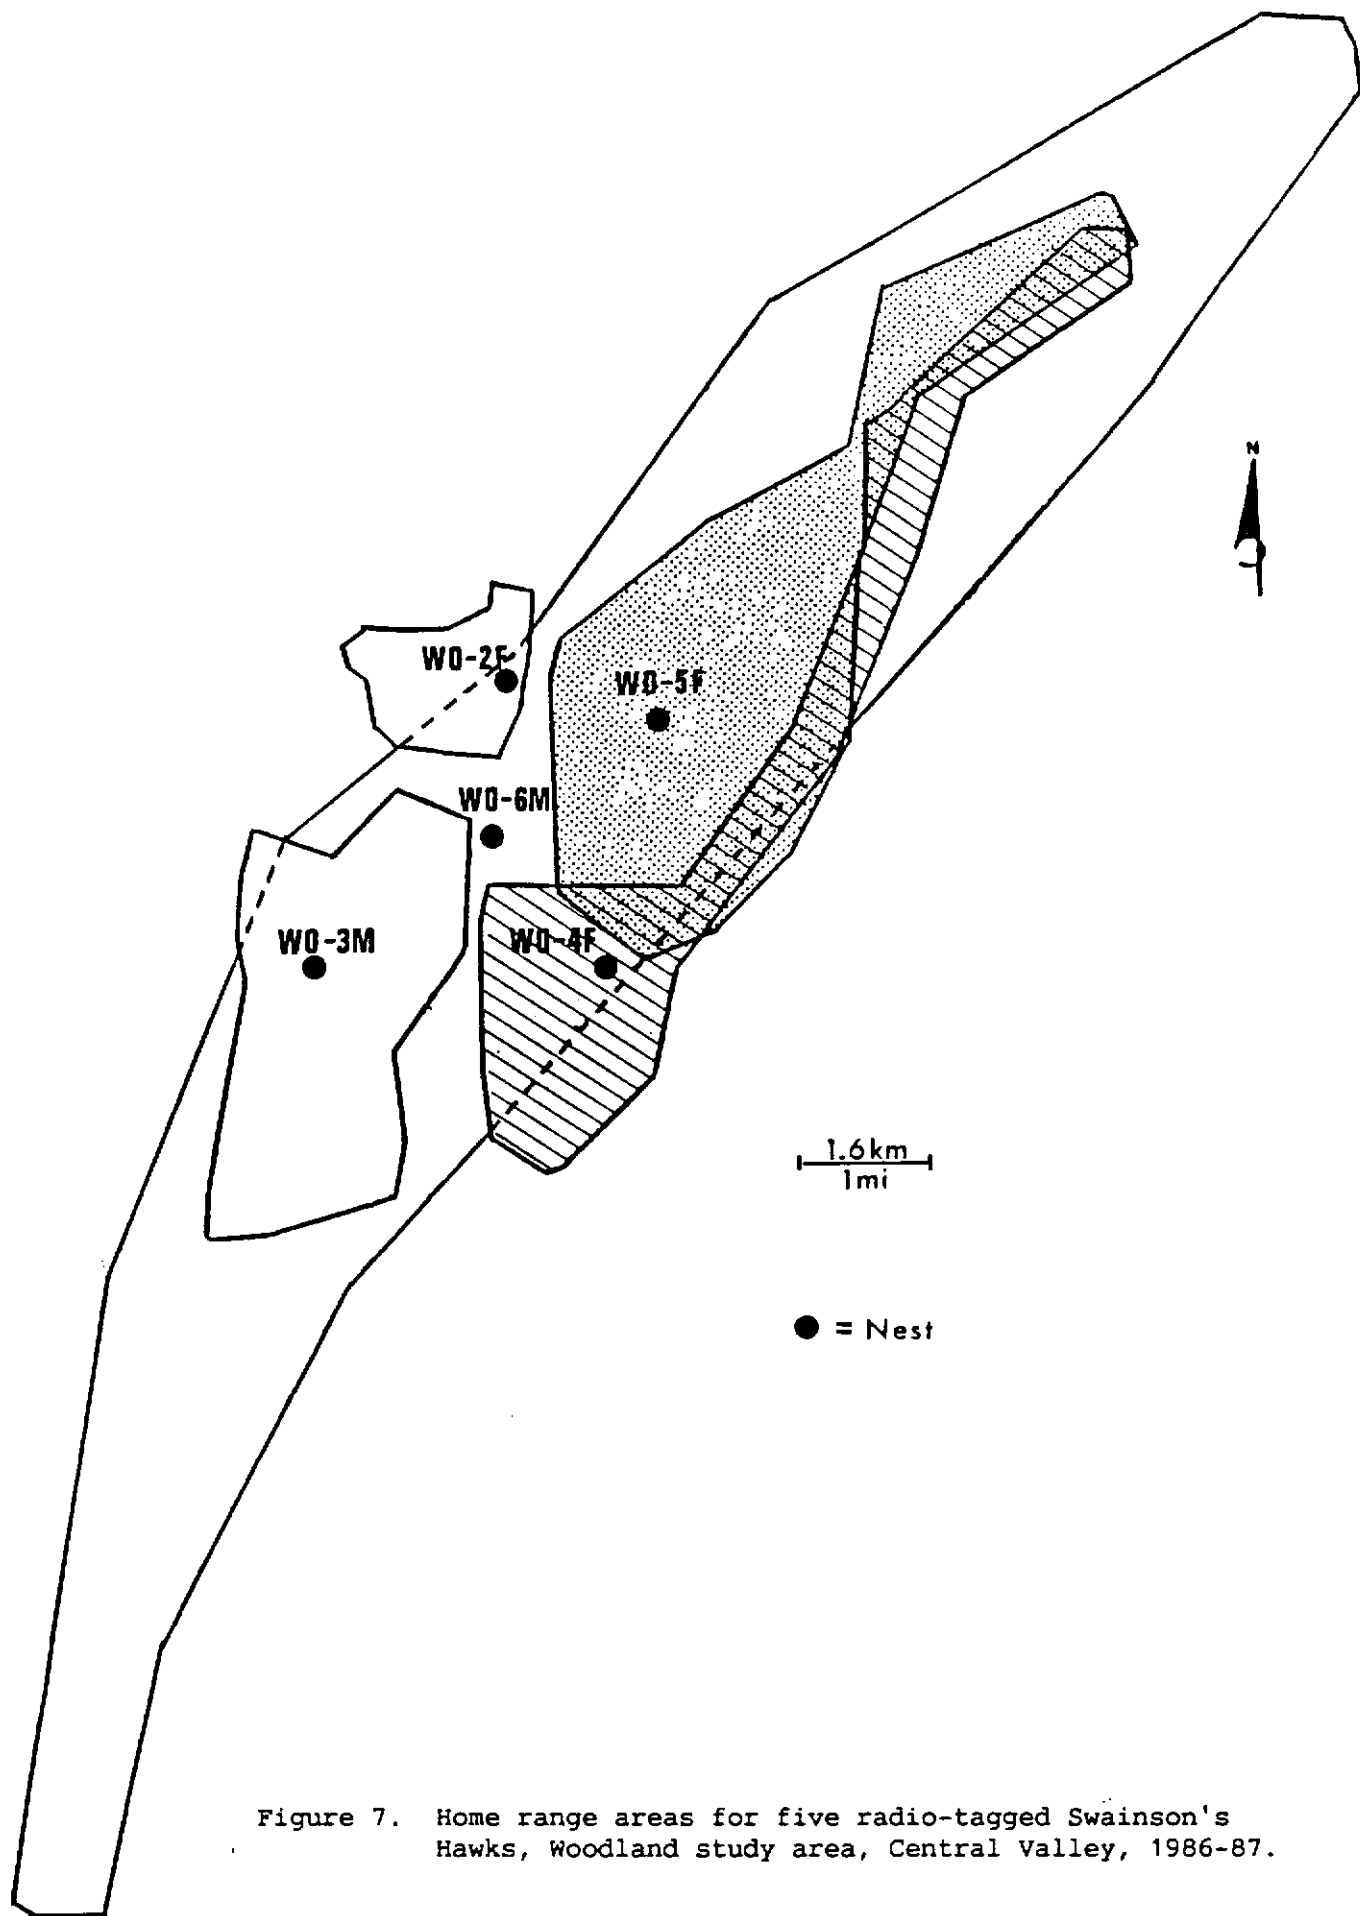 N
WO-2F
WO-5F
WO-6M
WO-3M
WO-4F
1.6km
1mi
= Nest
Figure 7. Home range areas for five radio-tagged Swainson's
Hawks, Woodland study area, Central Valley, 1986-87.